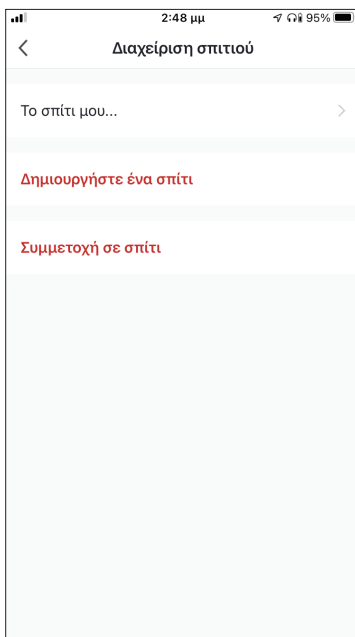 2:48 μμ 95%
Διαχείριση σπιτιού
Το σπίτι μου...
Δημιουργήστε ένα σπίτι
Συμμετοχή σε σπίτι